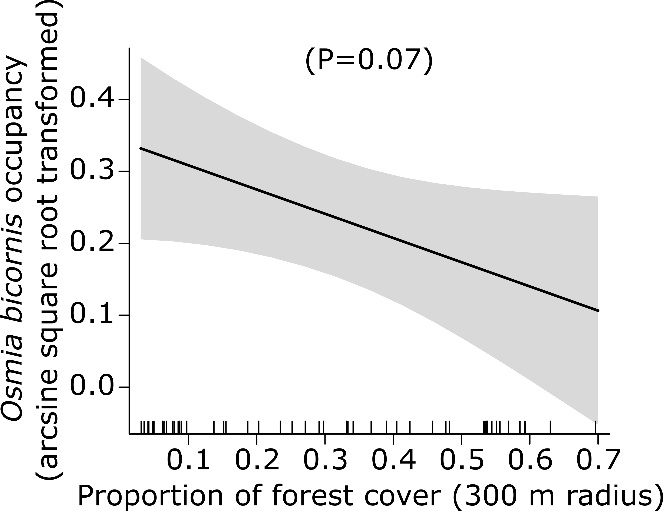 (P=0.07)
Osmia bicornis occupancy
(arcsine square root transformed)
0.4
0.3
0.2
0.1
0.0
0.1 0.2 0.3 0.4 0.5 0.6 0.7
Proportion of forest cover (300 m radius)